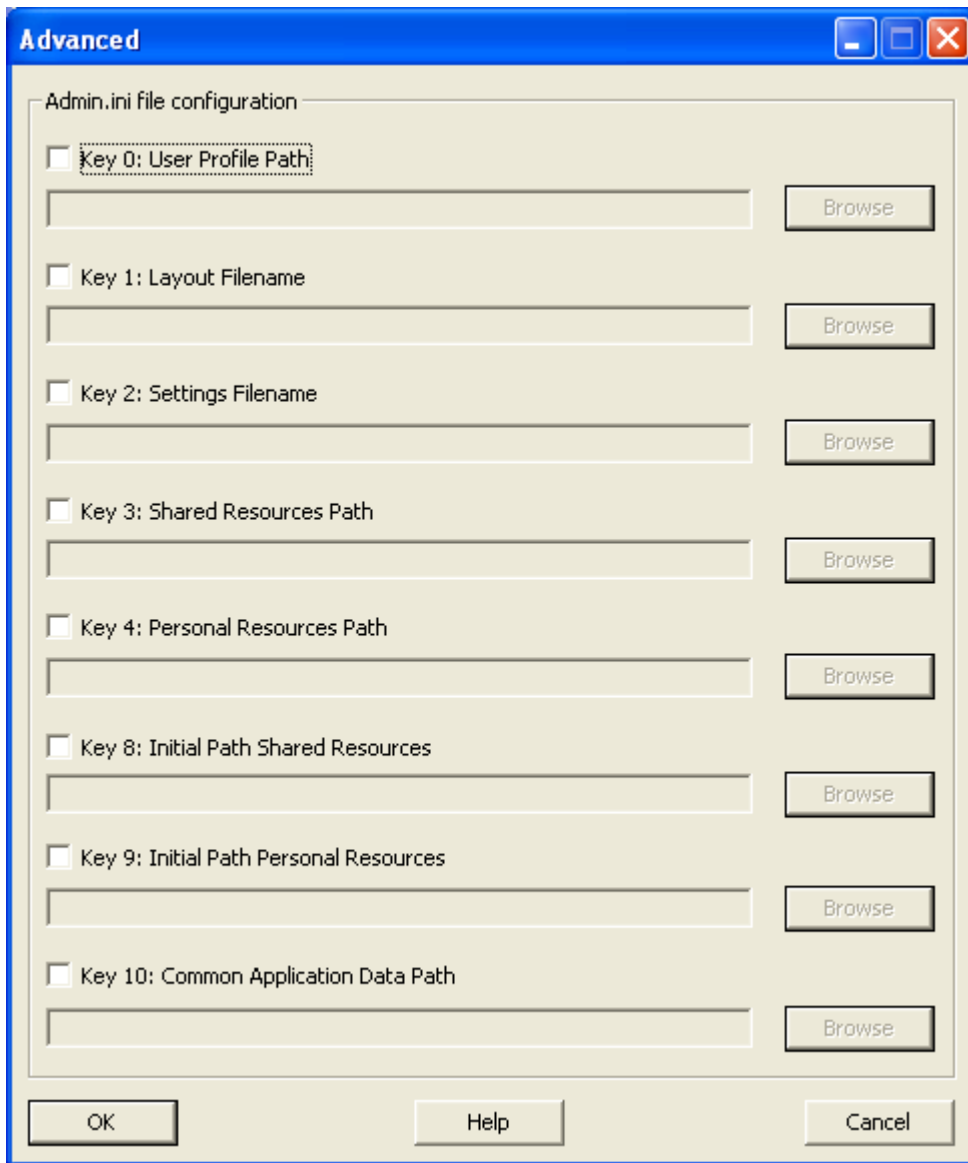 Advanced
Admin.ini file configuration
Key 0: User Profile Path
Browse
Key 1: Layout Filename
Browse
Key 2: Settings Filename
Browse
Key 3: Shared Resources Path
Browse
Key 4: Personal Resources Path
Browse
Key 8: Initial Path Shared Resources
Browse
Key 9: Initial Path Personal Resources
Browse
Key 10: Common Application Data Path
Browse
OK Help Cancel